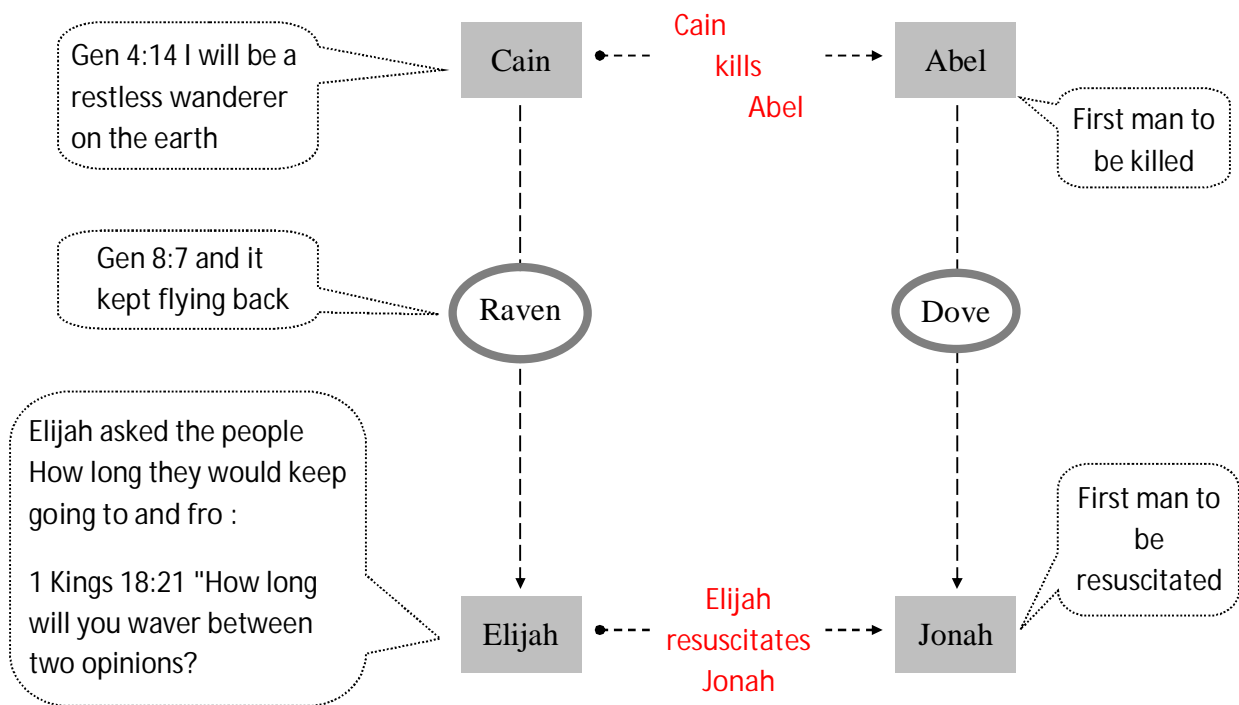 Gen 4:14 I will be a
restless wanderer
on the earth
Cain
Cain
kills
Abel
Abel
First man to
be killed
Gen 8:7 and it
kept flying back
Raven
Dove
Elijah asked the people
How long they would keep
going to and fro :
1 Kings 18:21 "How long
will you waver between
two opinions?
Elijah
Elijah
resuscitates
Jonah
Jonah
First man to
be
resuscitated